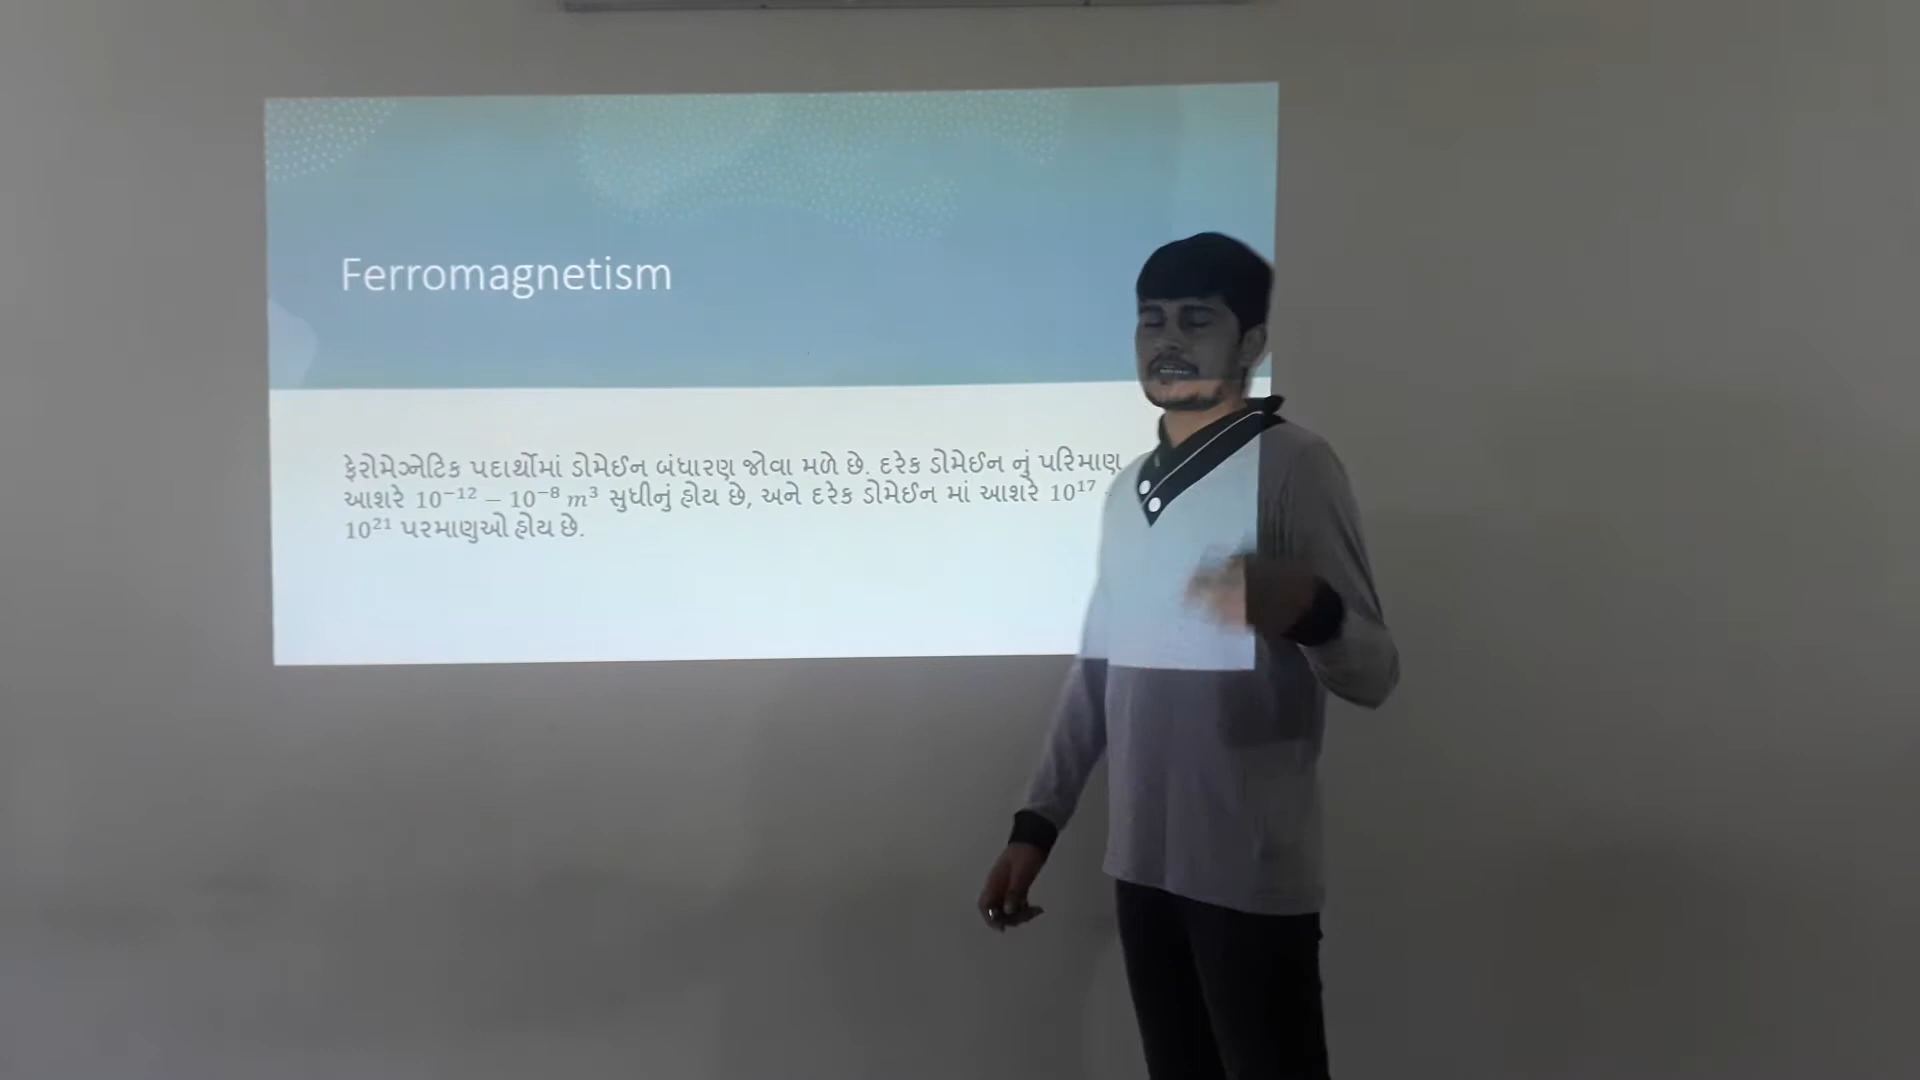 Ferromagnetism
ફેરોમેગ્નેટિક પદાર્થોમાં ડોમેઈન બંધારણ જોવા મળે છે. દરેક ડોમેઈન નું પરિમાણ
આશરે 10⁻¹² – 10⁻⁸ m³ સુધીનું હોય છે, અને દરેક ડોમેઈન માં આશરે 10¹⁷
10²¹ પરમાણુઓ હોય છે.